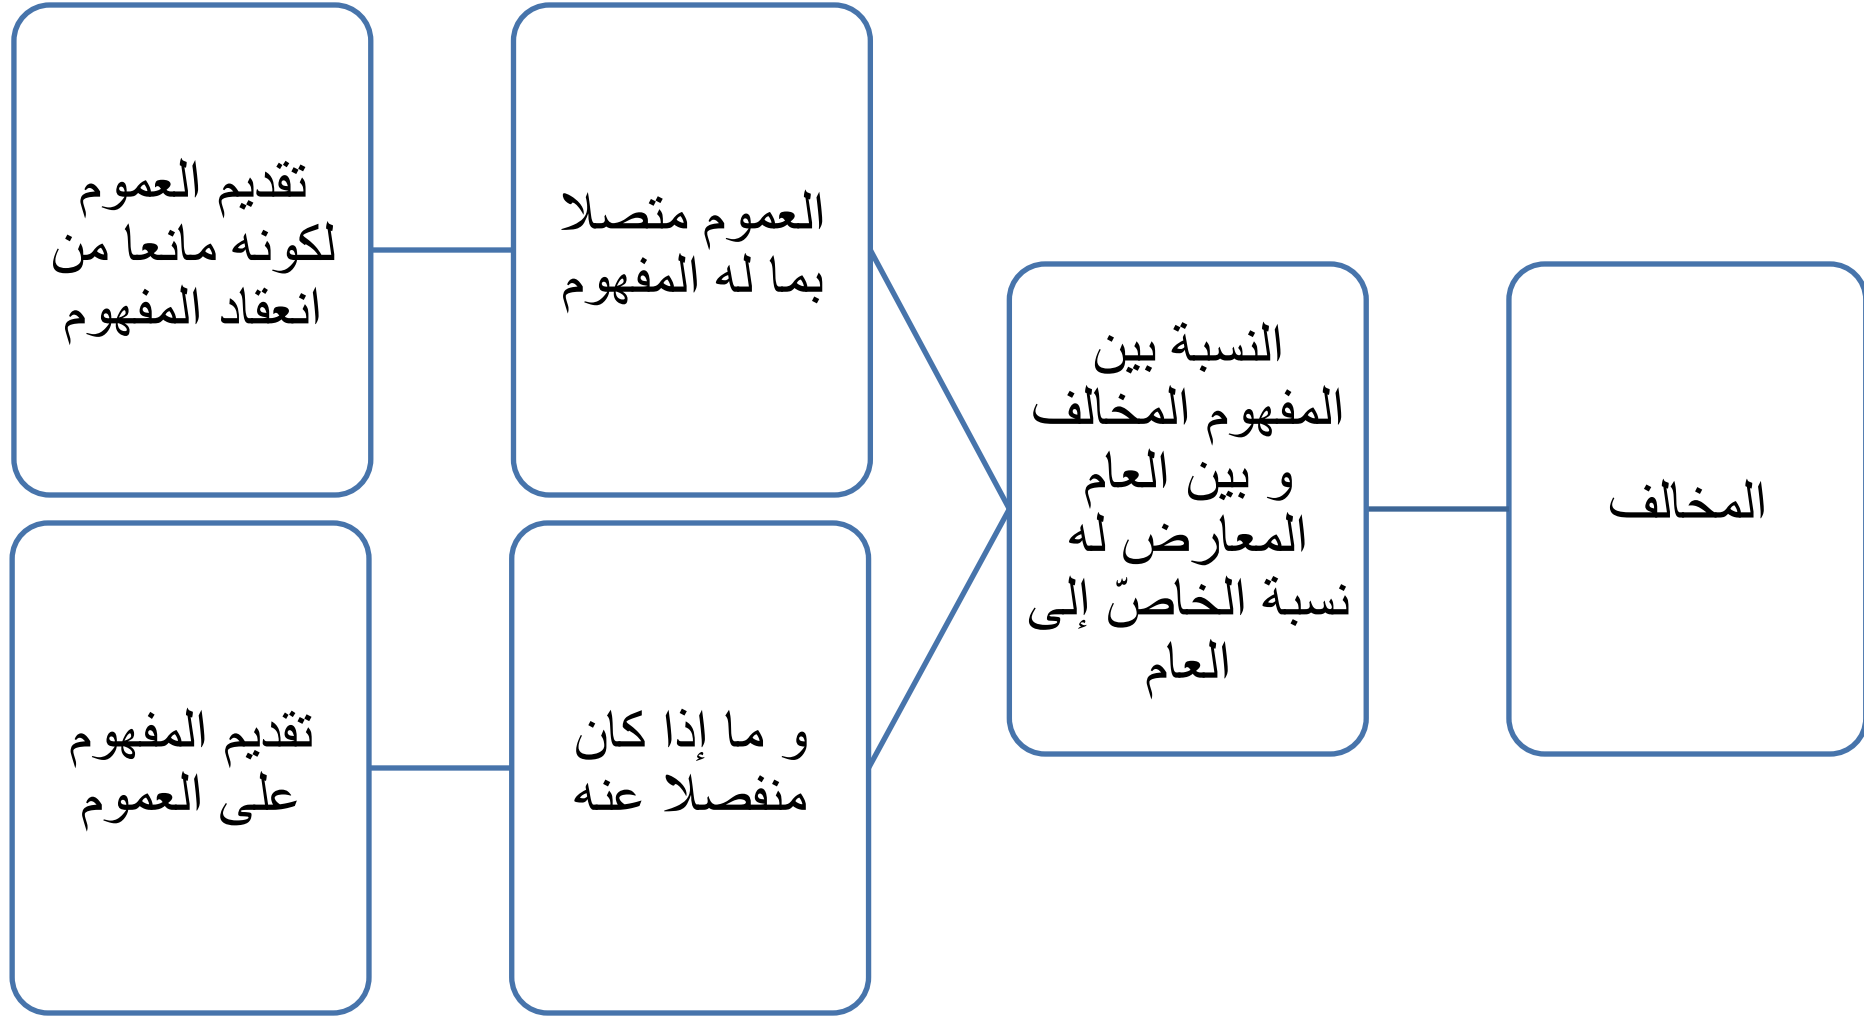 المخالف
النسبة بين
المفهوم المخالف
و بين العام
المعارض له
نسبة الخاصّ إلى
العام
العموم متصلا
بما له المفهوم
تقديم العموم
لكونه مانعا من
انعقاد المفهوم
و ما إذا كان
منفصلا عنه
تقديم المفهوم
على العموم